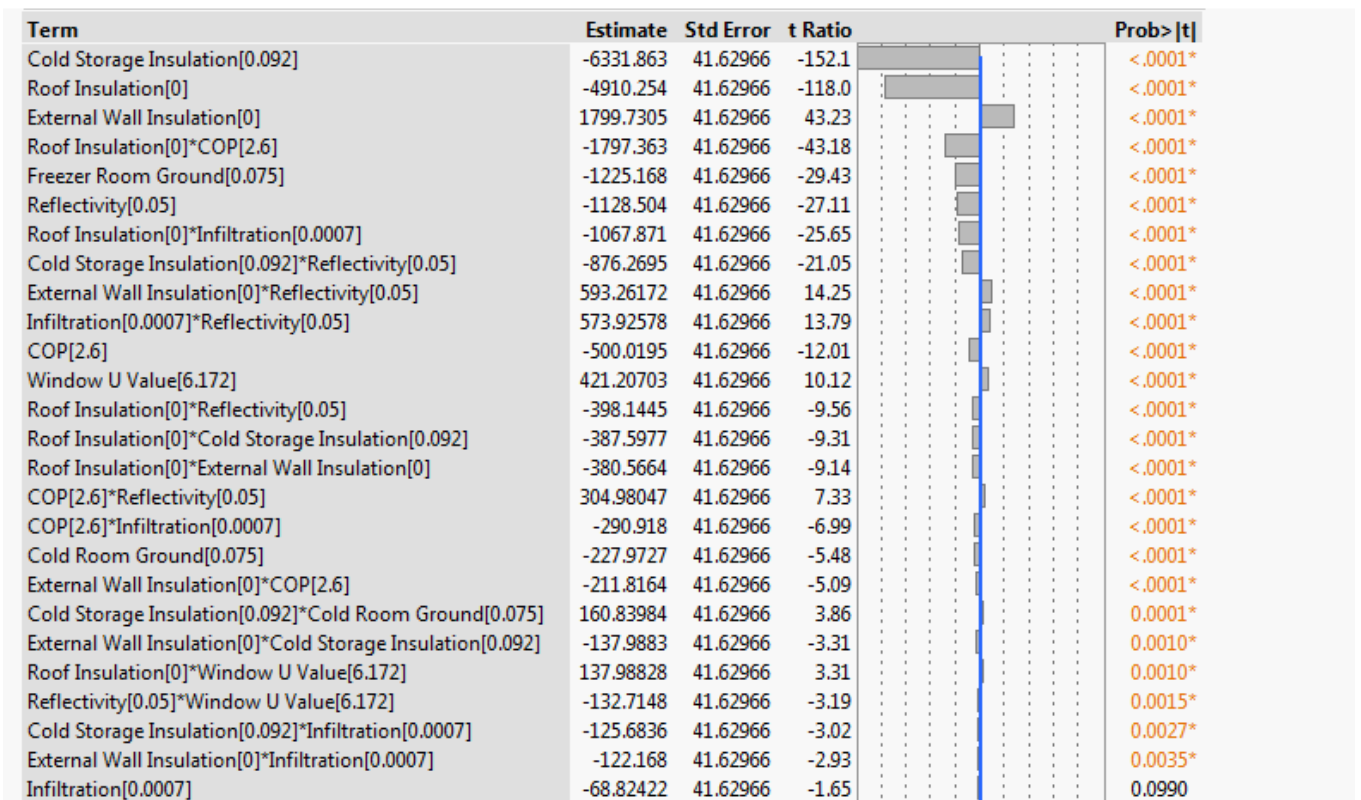 Term Estimate Std Error t Ratio Prob>|t|
Cold Storage Insulation[0.092] -6331.863 41.62966 -152.1 <.0001*
Roof Insulation[0] -4910.254 41.62966 -118.0 <.0001*
External Wall Insulation[0] 1799.7305 41.62966 43.23 <.0001*
Roof Insulation[0]*COP[2.6] -1797.363 41.62966 -43.18 <.0001*
Freezer Room Ground[0.075] -1225.168 41.62966 -29.43 <.0001*
Reflectivity[0.05] -1128.504 41.62966 -27.11 <.0001*
Roof Insulation[0]*Infiltration[0.0007] -1067.871 41.62966 -25.65 <.0001*
Cold Storage Insulation[0.092]*Reflectivity[0.05] -876.2695 41.62966 -21.05 <.0001*
External Wall Insulation[0]*Reflectivity[0.05] 593.26172 41.62966 14.25 <.0001*
Infiltration[0.0007]*Reflectivity[0.05] 573.92578 41.62966 13.79 <.0001*
COP[2.6] -500.0195 41.62966 -12.01 <.0001*
Window U Value[6.172] 421.20703 41.62966 10.12 <.0001*
Roof Insulation[0]*Reflectivity[0.05] -398.1445 41.62966 -9.56 <.0001*
Roof Insulation[0]*Cold Storage Insulation[0.092] -387.5977 41.62966 -9.31 <.0001*
Roof Insulation[0]*External Wall Insulation[0] -380.5664 41.62966 -9.14 <.0001*
COP[2.6]*Reflectivity[0.05] 304.98047 41.62966 7.33 <.0001*
COP[2.6]*Infiltration[0.0007] -290.918 41.62966 -6.99 <.0001*
Cold Room Ground[0.075] -227.9727 41.62966 -5.48 <.0001*
External Wall Insulation[0]*COP[2.6] -211.8164 41.62966 -5.09 <.0001*
Cold Storage Insulation[0.092]*Cold Room Ground[0.075] 160.83984 41.62966 3.86 0.0001*
External Wall Insulation[0]*Cold Storage Insulation[0.092] -137.9883 41.62966 -3.31 0.0010*
Roof Insulation[0]*Window U Value[6.172] 137.98828 41.62966 3.31 0.0010*
Reflectivity[0.05]*Window U Value[6.172] -132.7148 41.62966 -3.19 0.0015*
Cold Storage Insulation[0.092]*Infiltration[0.0007] -125.6836 41.62966 -3.02 0.0027*
External Wall Insulation[0]*Infiltration[0.0007] -122.168 41.62966 -2.93 0.0035*
Infiltration[0.0007] -68.82422 41.62966 -1.65 0.0990